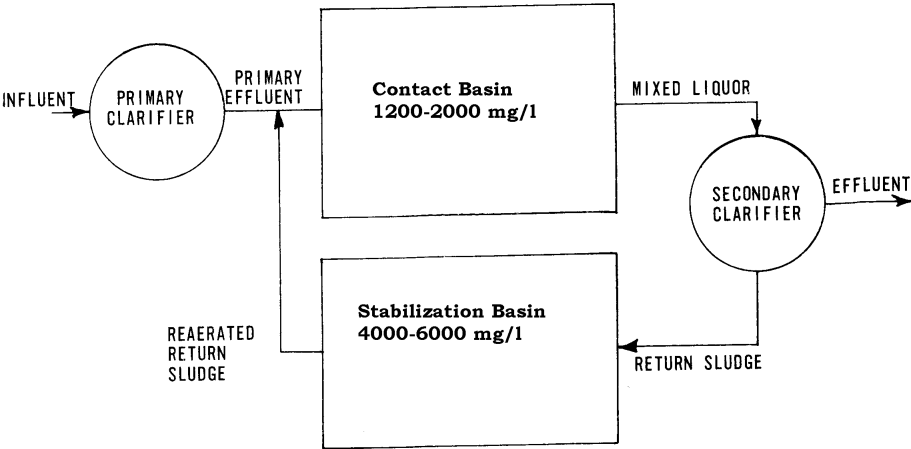 INFLUENT
PRIMARY
CLARIFIER
PRIMARY
EFFLUENT
Contact Basin
1200-2000 mg/l
MIXED LIQUOR
SECONDARY
CLARIFIER
EFFLUENT
Stabilization Basin
4000-6000 mg/l
REAERATED
RETURN
SLUDGE
RETURN SLUDGE